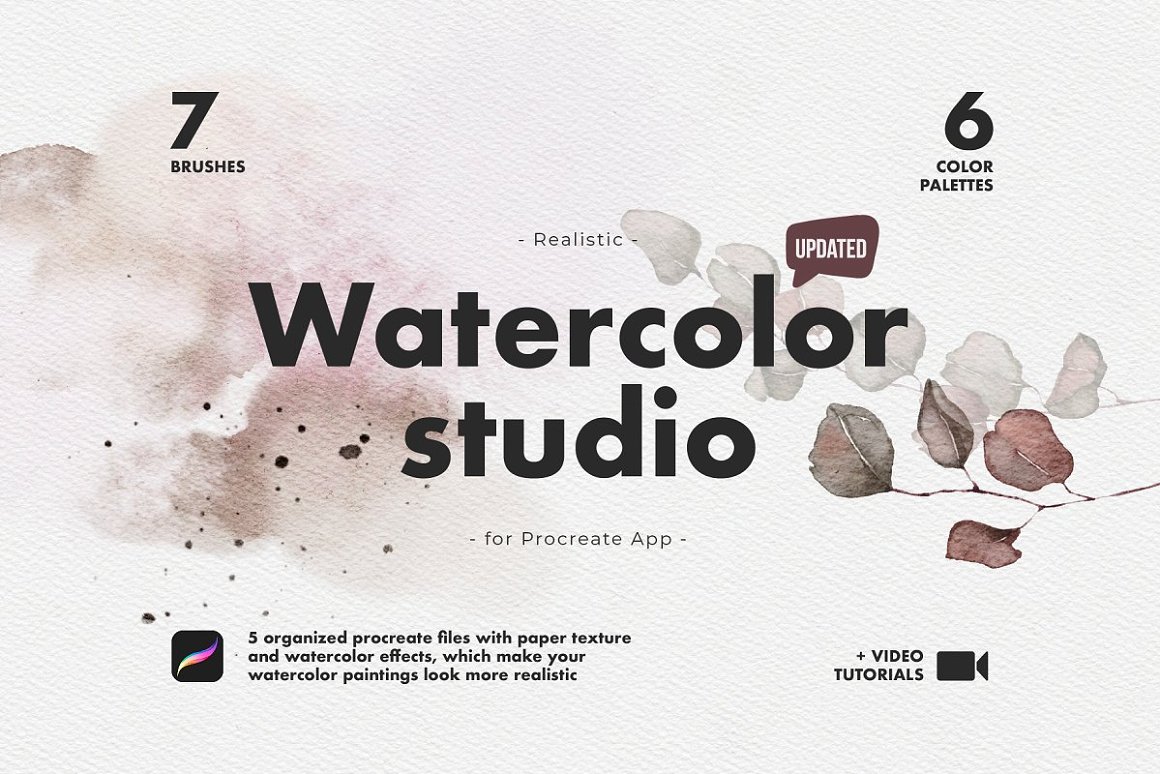 7
BRUSHES
6
COLOR
PALETTES
- Realistic -
UPDATED
Watercolor
studio
- for Procreate App -
5 organized procreate files with paper texture
and watercolor effects, which make your
watercolor paintings look more realistic
+ VIDEO
TUTORIALS